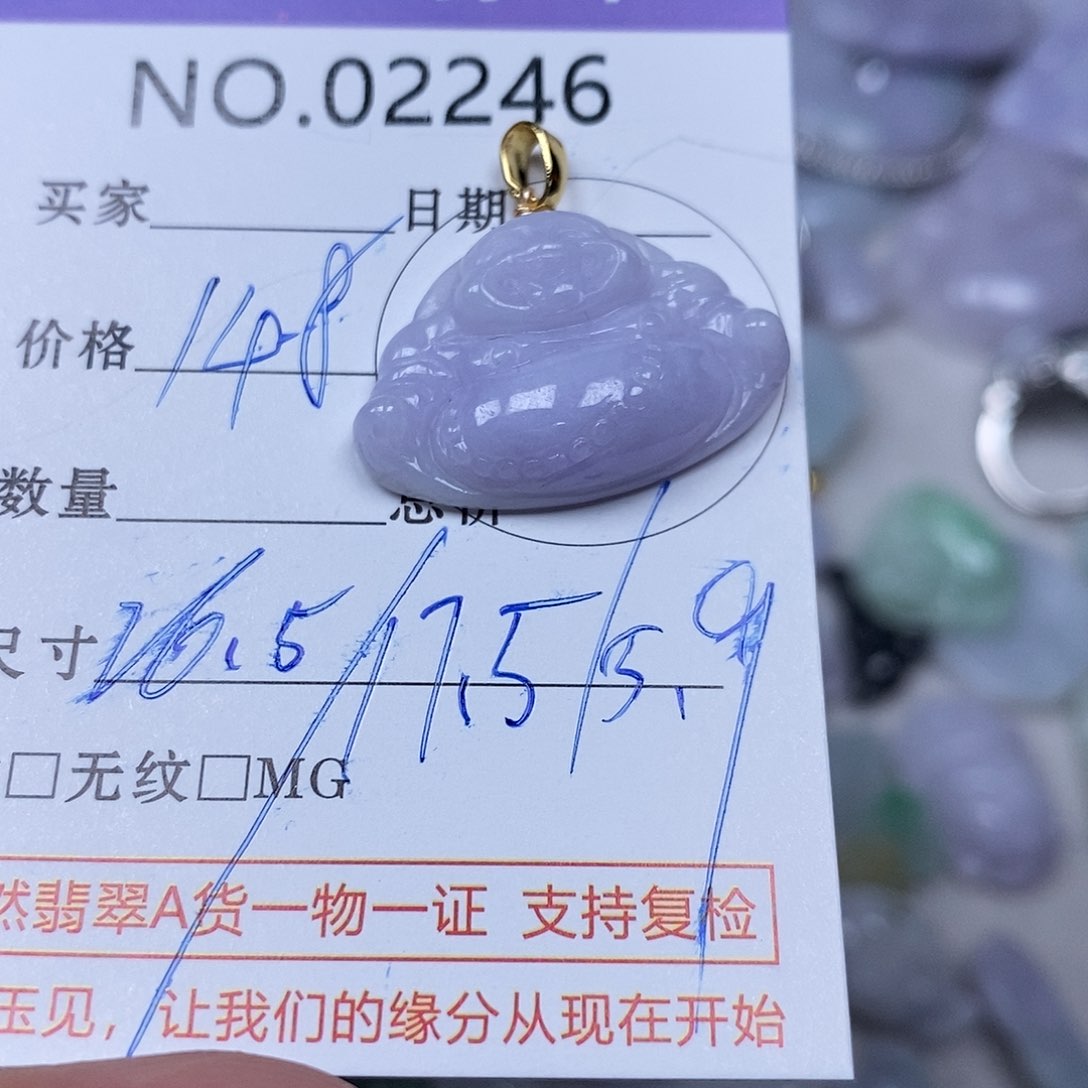 NO.02246
买家 日期
价格 148
数量 总价
尺寸 26.5/17.5/5.9
□无纹□MG
然翡翠A货一物一证 支持复检
玉见，让我们的缘分从现在开始